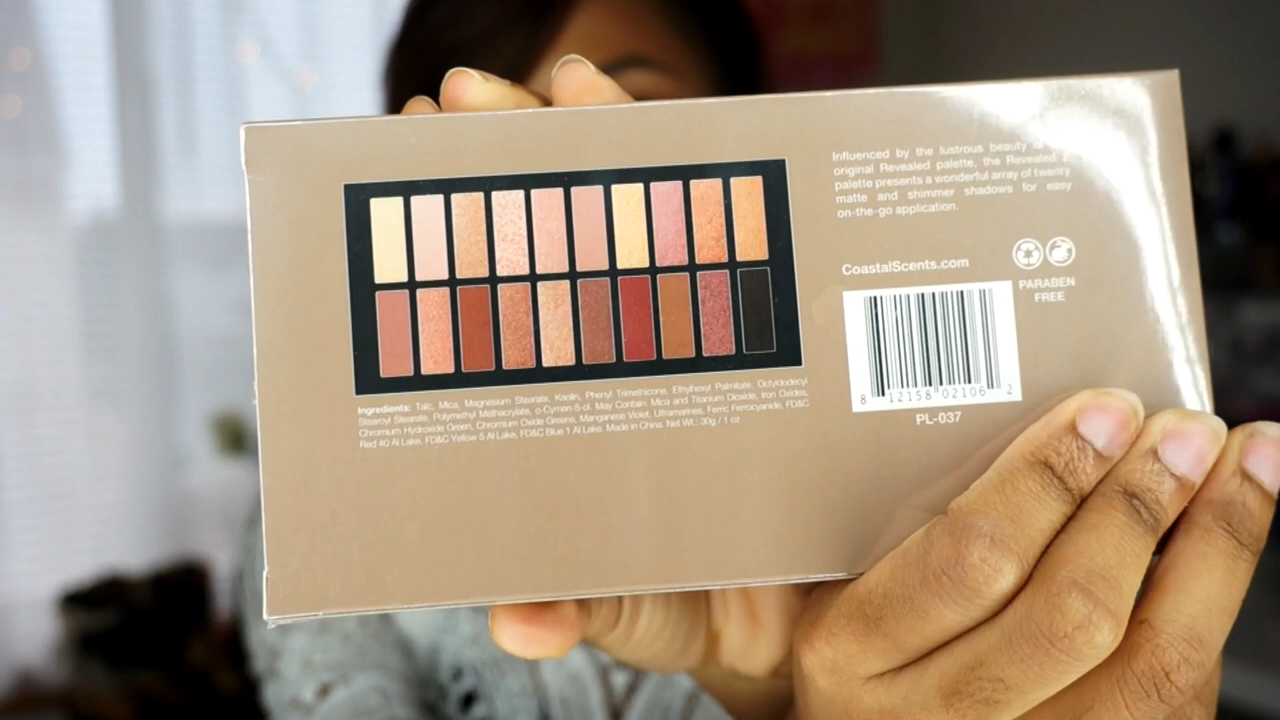 Influenced by the lustrous beauty
original Revealed palette, the Revealed 2
palette presents a wonderful array of twenty
matte and shimmer shadows for easy
on-the-go application.
CoastalScents.com
PARABEN
FREE
8 12158 02106 2
PL-037
Ingredients: Talc, Mica, Magnesium Stearate, Kaolin, Phenyl Trimethicone, Ethylhexyl Palmitate, Octyldodecyl
Stearoyl Stearate, Polymethyl Methacrylate, o-Cymen-5-ol. May Contain: Mica and Titanium Dioxide, Iron Oxides,
Chromium Hydroxide Green, Chromium Oxide Greens, Manganese Violet, Ultramarines, Ferric Ferrocyanide, FD&C
Red 40 Al Lake, FD&C Yellow 5 Al Lake, FD&C Blue 1 Al Lake. Made in China. Net Wt.: 30g / 1 oz